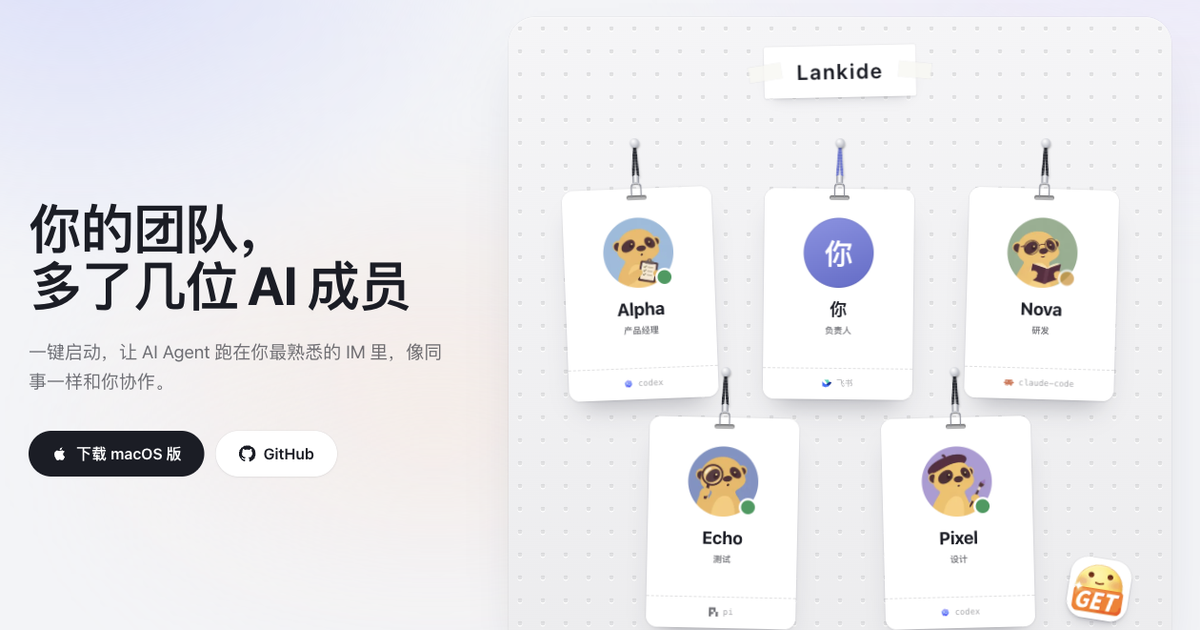 你的团队，
多了几位 AI 成员
一键启动，让 AI Agent 跑在你最熟悉的 IM 里，像同
事一样和你协作。
下载 macOS 版
GitHub
Lankide
Alpha
产品经理
codex
你
你
负责人
飞书
Nova
研发
claude-code
Echo
测试
pi
Pixel
设计
codex
GET